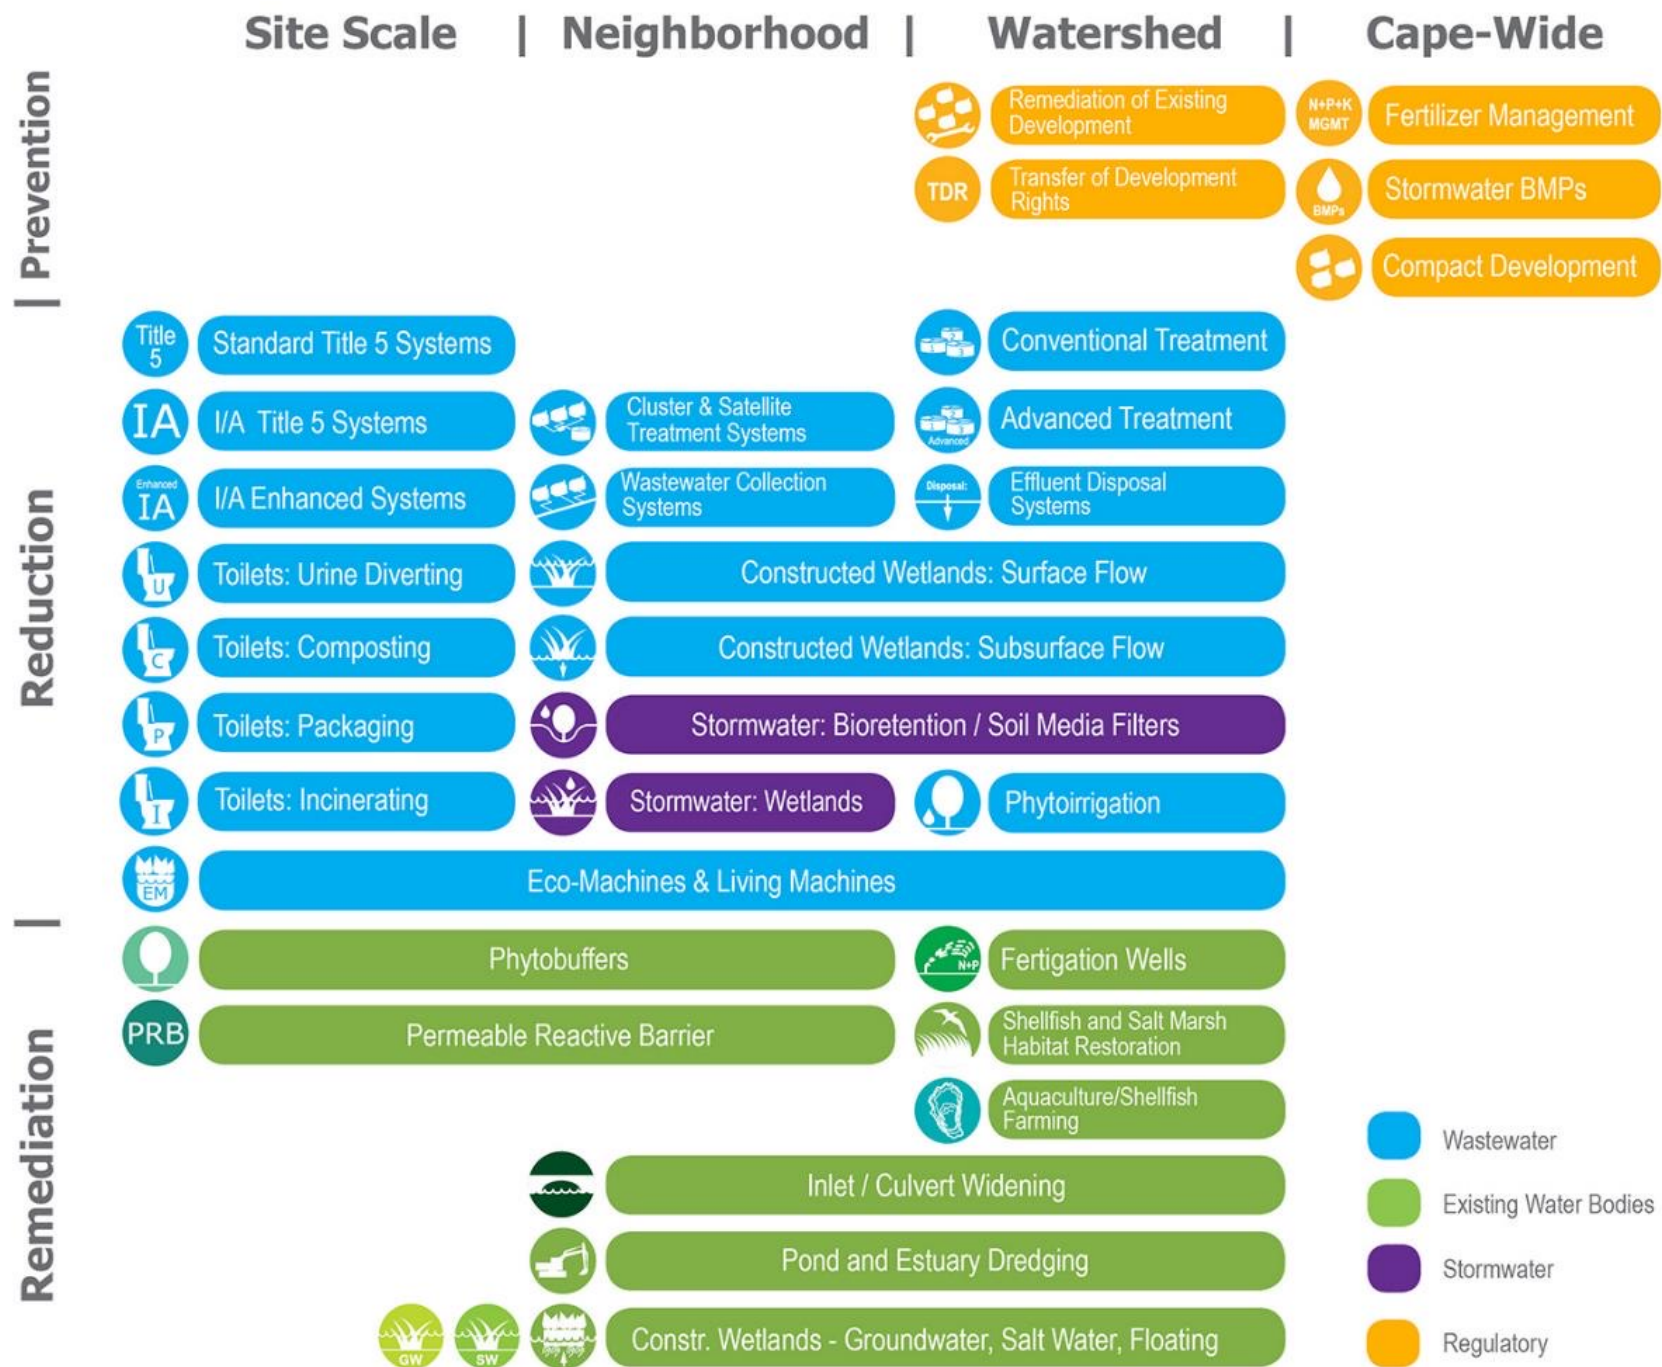 Site Scale | Neighborhood | Watershed | Cape-Wide
Prevention
Remediation of Existing
Development
N+P+K
MGMT
Fertilizer Management
TDR
Transfer of Development
Rights
BMPs
Stormwater BMPs
Compact Development
Reduction
Title
5
Standard Title 5 Systems
Conventional Treatment
IA
I/A Title 5 Systems
Cluster & Satellite
Treatment Systems
Advanced
Advanced Treatment
Enhanced
IA
I/A Enhanced Systems
Wastewater Collection
Systems
Disposal:
Effluent Disposal
Systems
U
Toilets: Urine Diverting
Constructed Wetlands: Surface Flow
C
Toilets: Composting
Constructed Wetlands: Subsurface Flow
P
Toilets: Packaging
Stormwater: Bioretention / Soil Media Filters
I
Toilets: Incinerating
Stormwater: Wetlands
Phytoirrigation
EM
Eco-Machines & Living Machines
Remediation
Phytobuffers
N+P
Fertigation Wells
PRB
Permeable Reactive Barrier
Shellfish and Salt Marsh
Habitat Restoration
Aquaculture/Shellfish
Farming
Inlet / Culvert Widening
Pond and Estuary Dredging
GW
SW
Constr. Wetlands - Groundwater, Salt Water, Floating
Wastewater
Existing Water Bodies
Stormwater
Regulatory